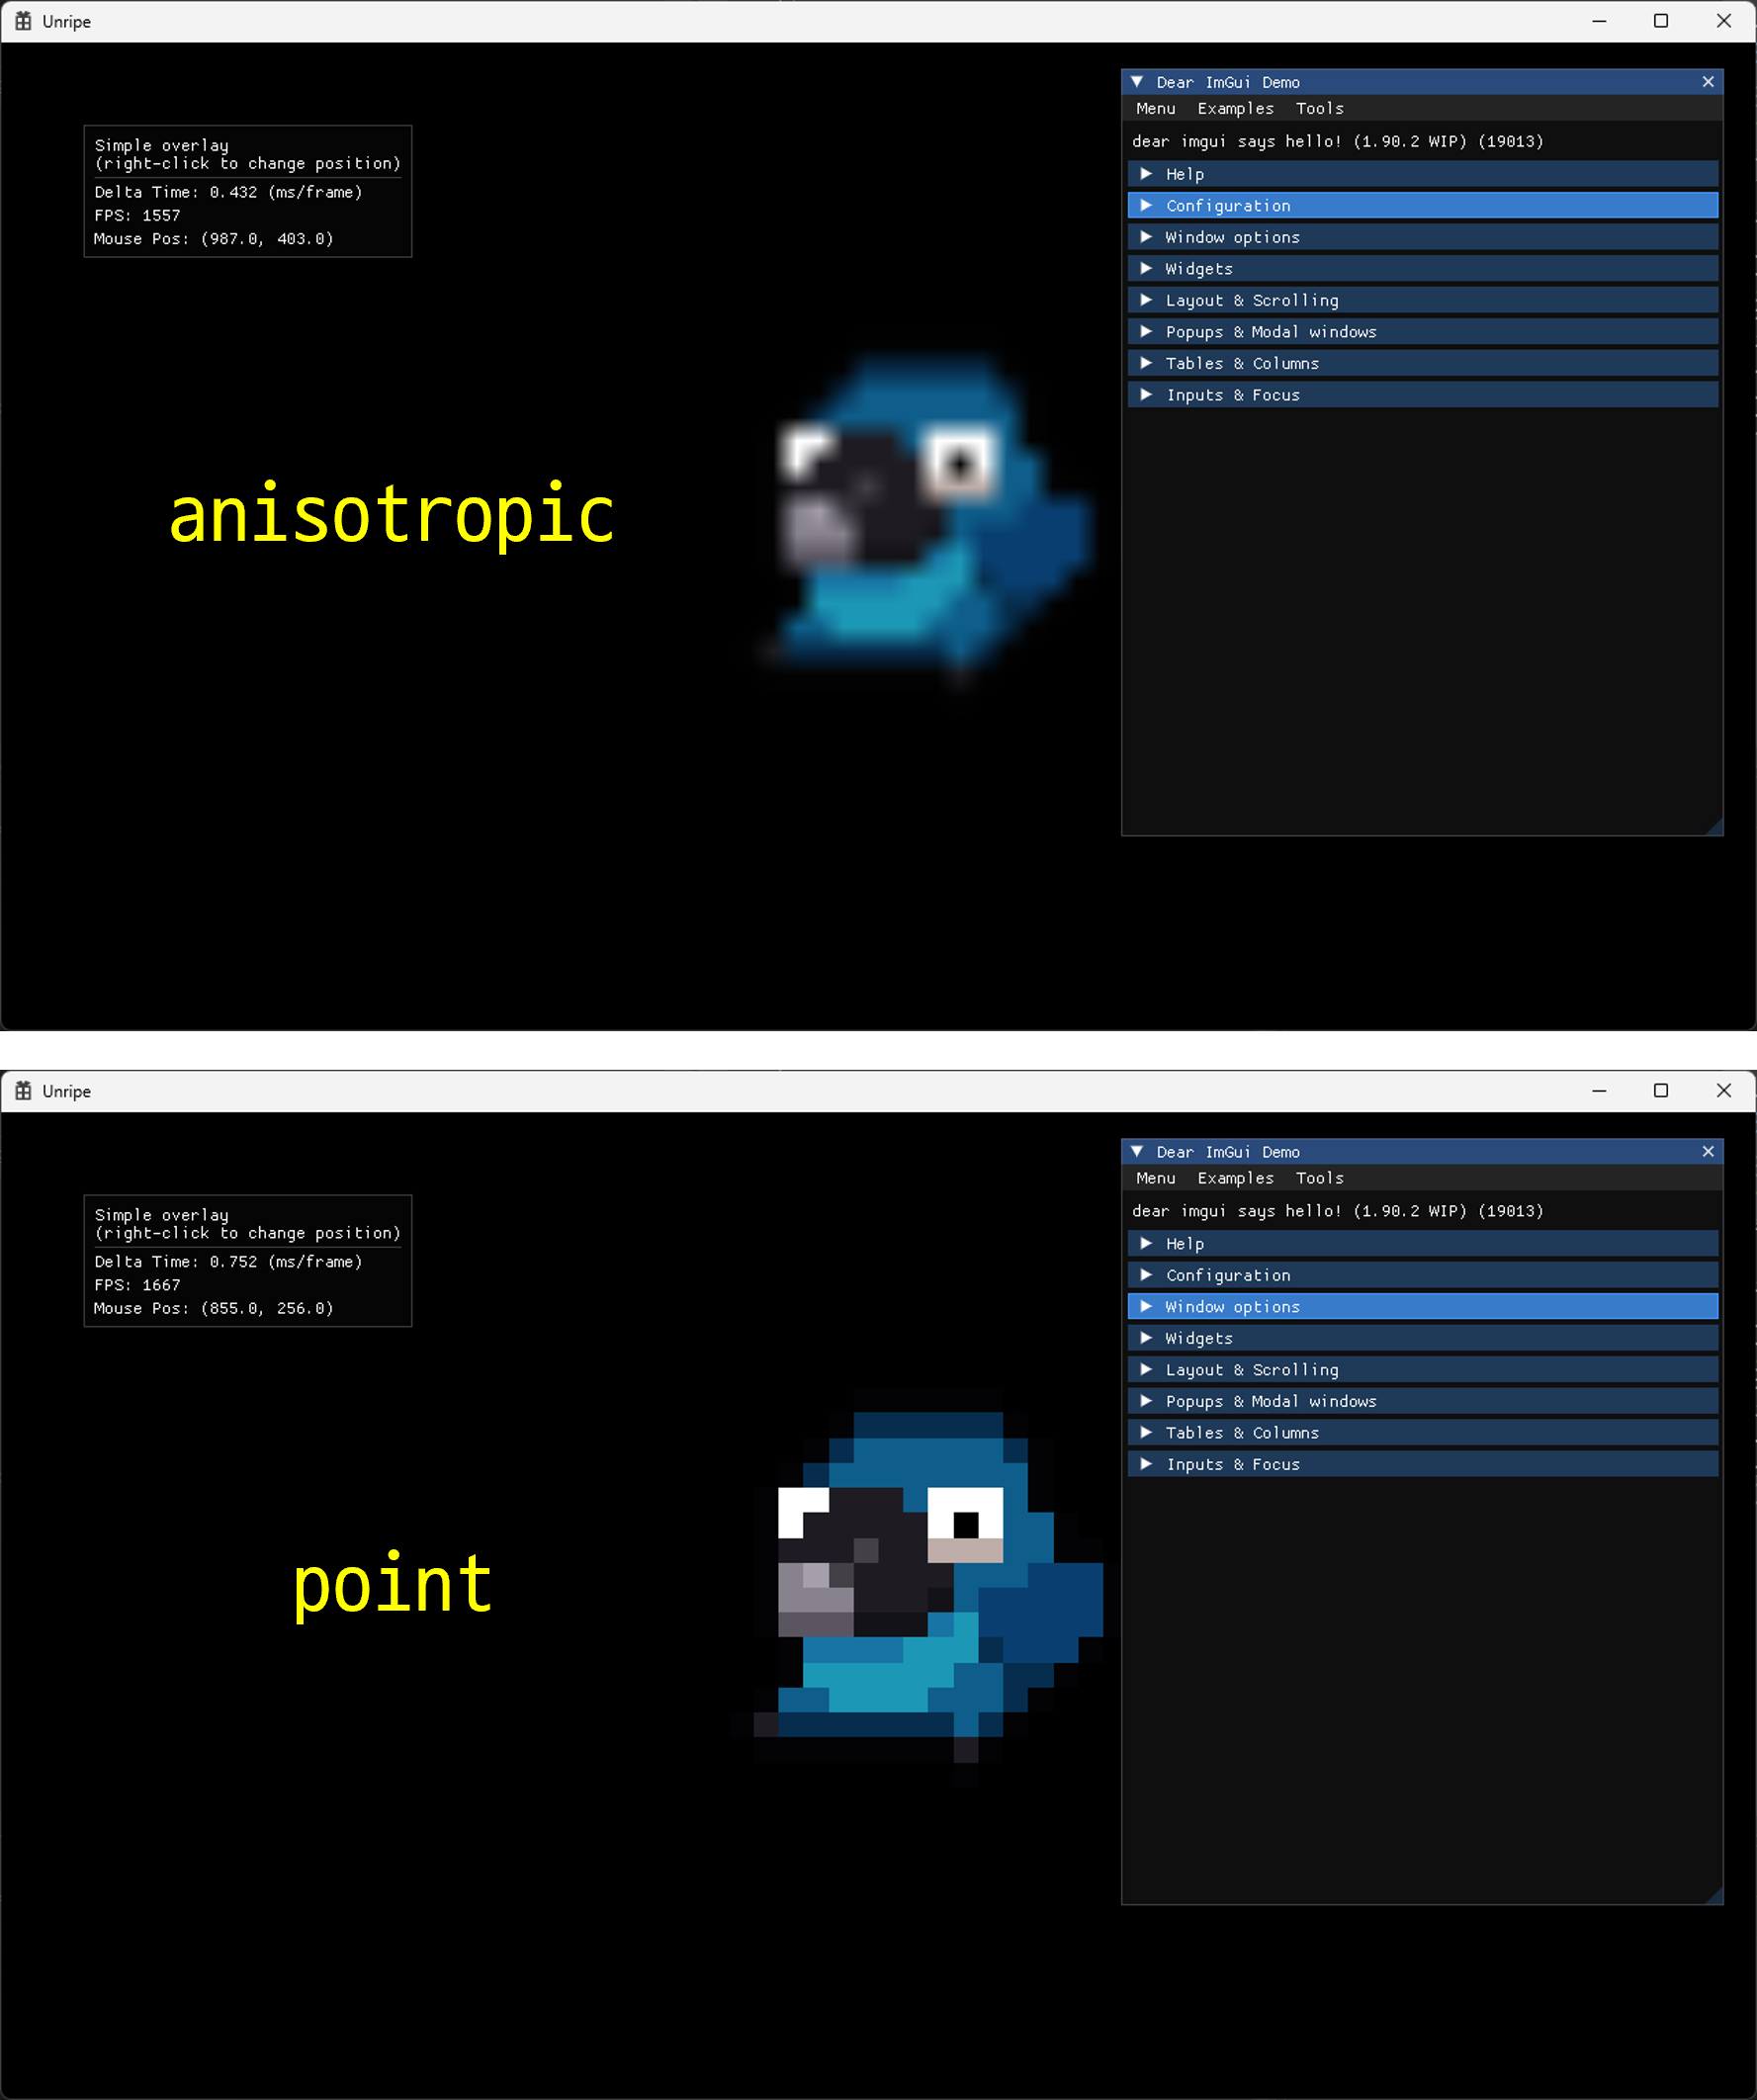 Unripe
Simple overlay
(right-click to change position)
Delta Time: 0.432 (ms/frame)
FPS: 1557
Mouse Pos: (987.0, 403.0)
anisotropic
Dear ImGui Demo
Menu Examples Tools
dear imgui says hello! (1.90.2 WIP) (19013)
Help
Configuration
Window options
Widgets
Layout & Scrolling
Popups & Modal windows
Tables & Columns
Inputs & Focus
Unripe
Simple overlay
(right-click to change position)
Delta Time: 0.752 (ms/frame)
FPS: 1667
Mouse Pos: (855.0, 256.0)
point
Dear ImGui Demo
Menu Examples Tools
dear imgui says hello! (1.90.2 WIP) (19013)
Help
Configuration
Window options
Widgets
Layout & Scrolling
Popups & Modal windows
Tables & Columns
Inputs & Focus